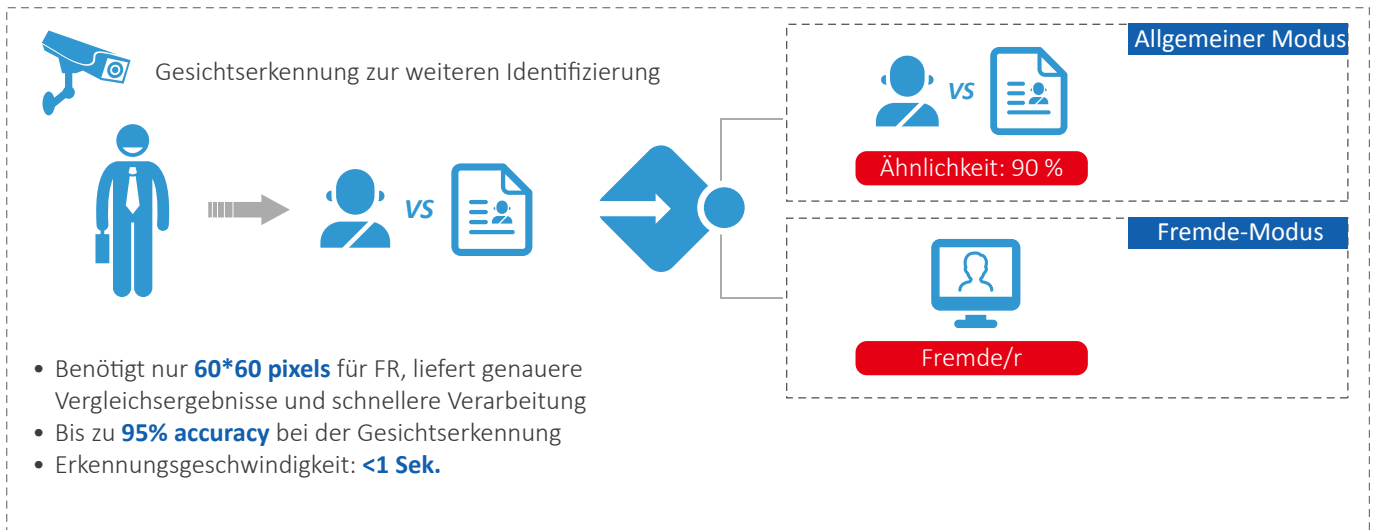 Gesichtserkennung zur weiteren Identifizierung
VS
Allgemeiner Modus
VS
Ähnlichkeit: 90 %
Fremde-Modus
Fremde/r
• Benötigt nur 60*60 pixels für FR, liefert genauere
Vergleichsergebnisse und schnellere Verarbeitung
• Bis zu 95% accuracy bei der Gesichtserkennung
• Erkennungsgeschwindigkeit: <1 Sek.